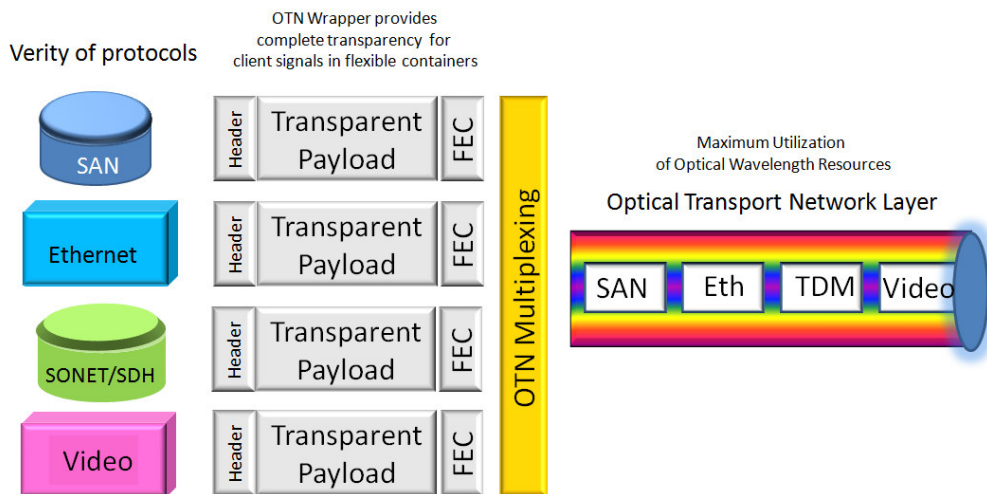 Verity of protocols
SAN
Ethernet
SONET/SDH
Video
OTN Wrapper provides
complete transparency for
client signals in flexible containers
Header
Transparent
Payload
FEC
Header
Transparent
Payload
FEC
Header
Transparent
Payload
FEC
Header
Transparent
Payload
FEC
OTN Multiplexing
Maximum Utilization
of Optical Wavelength Resources
Optical Transport Network Layer
SAN
Eth
TDM
Video